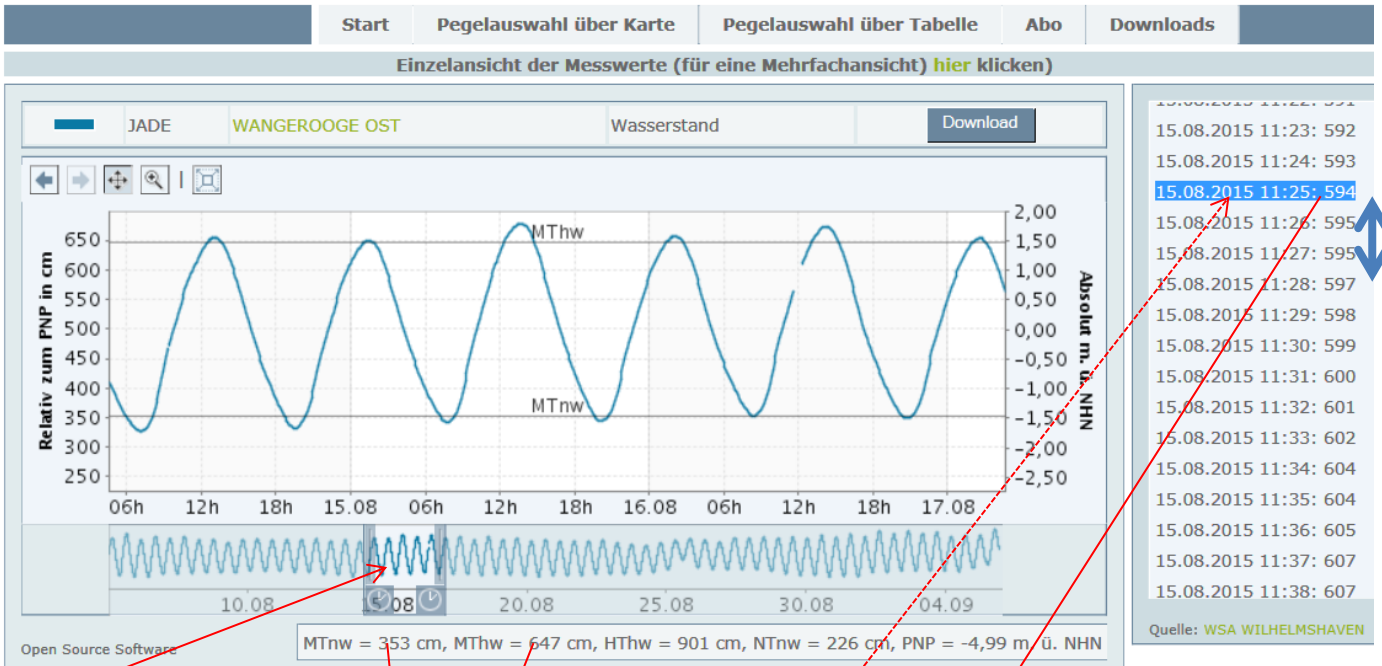 Start Pegelauswahl über Karte Pegelauswahl über Tabelle Abo Downloads
Einzelansicht der Messwerte (für eine Mehrfachansicht) hier klicken)
JADE WANGEROOGE OST Wasserstand Download
Relativ zum PNP in cm
650
600
550
500
450
400
350
300
250
MThw
MTnw
2,00
1,50
1,00
0,50
0,00
-0,50
-1,00
-1,50
-2,00
-2,50
Absolut m. ü. NHN
06h 12h 18h 15.08 06h 12h 18h 16.08 06h 12h 18h 17.08
10.08 15.08 20.08 25.08 30.08 04.09
Open Source Software
MTnw = 353 cm, MThw = 647 cm, HThw = 901 cm, NTnw = 226 cm, PNP = -4,99 m. ü. NHN
15.08.2015 11:22: 591
15.08.2015 11:23: 592
15.08.2015 11:24: 593
15.08.2015 11:25: 594
15.08.2015 11:26: 595
15.08.2015 11:27: 595
15.08.2015 11:28: 597
15.08.2015 11:29: 598
15.08.2015 11:30: 599
15.08.2015 11:31: 600
15.08.2015 11:32: 601
15.08.2015 11:33: 602
15.08.2015 11:34: 604
15.08.2015 11:35: 604
15.08.2015 11:36: 605
15.08.2015 11:37: 607
15.08.2015 11:38: 607
Quelle: WSA WILHELMSHAVEN